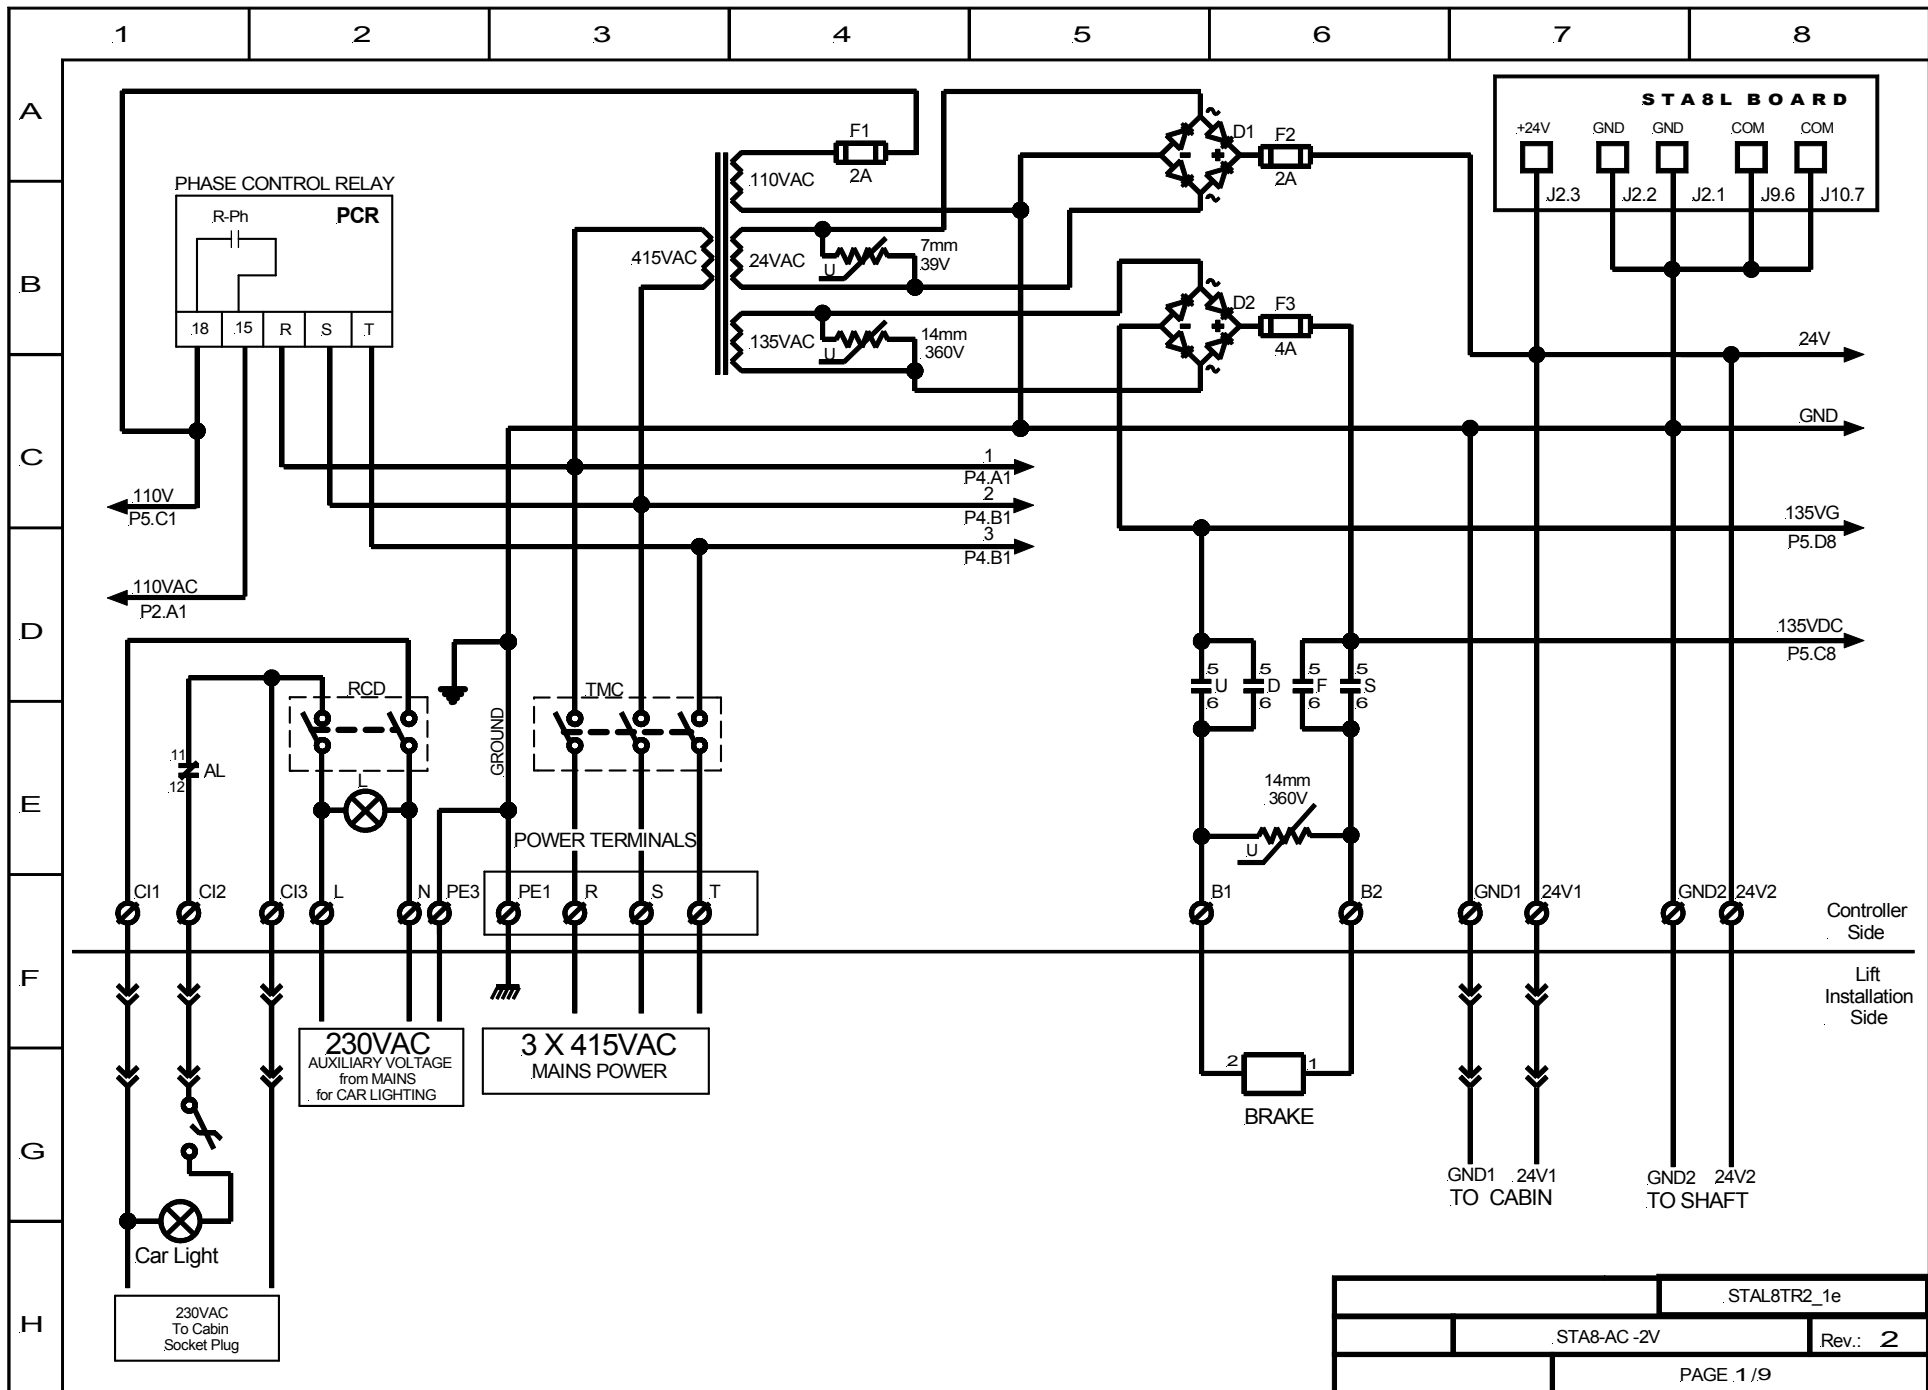 1 2 3 4 5 6 7 8
A
B
C
D
E
F
G
H
PHASE CONTROL RELAY
R-Ph
PCR
18 15 R S T
110V
P5.C1
110VAC
P2.A1
F1
2A
110VAC
415VAC
24VAC
7mm
39V
U
135VAC
14mm
360V
U
~
D1
- +
~
F2
2A
~
D2
- +
~
F3
4A
STA8L BOARD
+24V GND GND COM COM
J2.3 J2.2 J2.1 J9.6 J10.7
24V
GND
1
P4.A1
2
P4.B1
3
P4.B1
135VG
P5.D8
135VDC
P5.C8
RCD
TMC
GROUND
11
AL
12
L
POWER TERMINALS
5 5 5 5
U D F S
6 6 6 6
14mm
360V
U
CI1 CI2 CI3 L N PE3 PE1 R S T
B1 B2 GND1 24V1 GND2 24V2
Controller
Side
Lift
Installation
Side
230VAC
AUXILIARY VOLTAGE
from MAINS
for CAR LIGHTING
3 X 415VAC
MAINS POWER
2 1
BRAKE
GND1 24V1
TO CABIN
GND2 24V2
TO SHAFT
Car Light
230VAC
To Cabin
Socket Plug
STAL8TR2_1e
STA8-AC -2V
Rev.: 2
PAGE 1/9